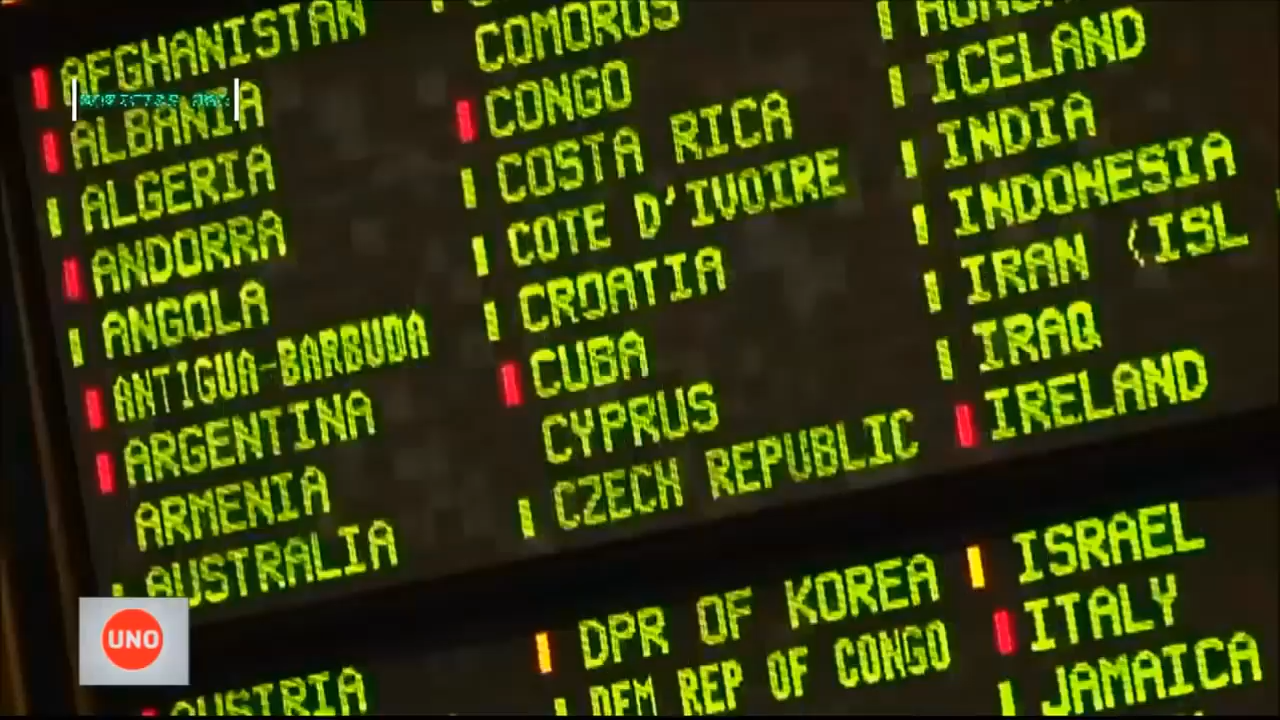 AFGHANISTAN
ALBANIA
ALGERIA
ANDORRA
ANGOLA
ANTIGUA-BARBUDA
ARGENTINA
ARMENIA
AUSTRALIA
AUSTRIA
COMOROS
CONGO
COSTA RICA
COTE D'IVOIRE
CROATIA
CUBA
CYPRUS
CZECH REPUBLIC
DPR OF KOREA
DEM REP OF CONGO
ICELAND
INDIA
INDONESIA
IRAN (ISL
IRAQ
IRELAND
ISRAEL
ITALY
JAMAICA
UNO